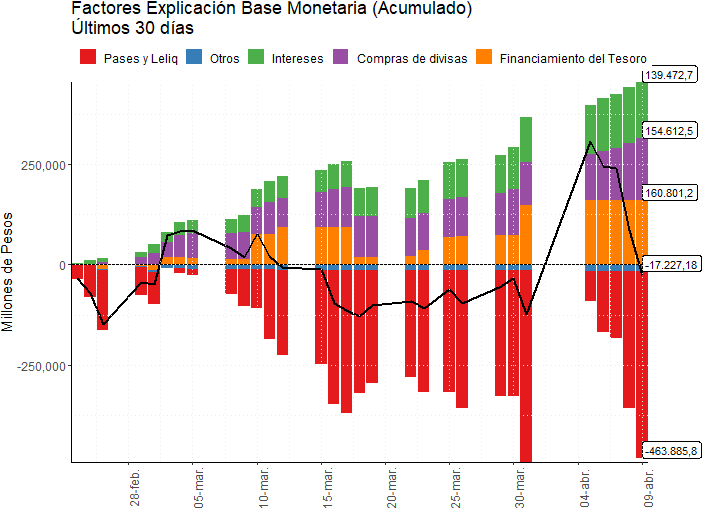 Factores Explicación Base Monetaria (Acumulado)
Últimos 30 días
Pases y Leliq
Otros
Intereses
Compras de divisas
Financiamiento del Tesoro
139.472,7
154.612,5
160.801,2
-17.227,18
-463.885,8
250,000
0
-250,000
Millones de Pesos
28-feb.
05-mar.
10-mar.
15-mar.
20-mar.
25-mar.
30-mar.
04-abr.
09-abr.